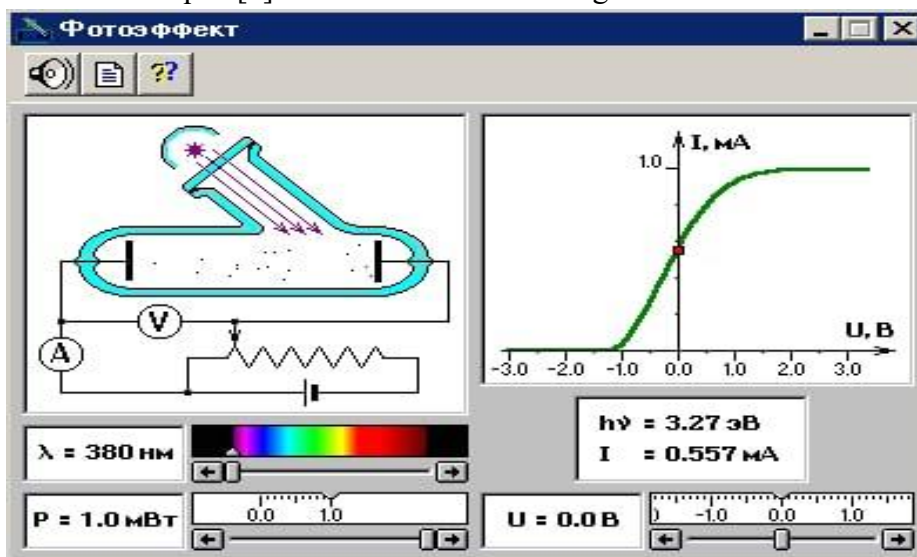 Фотоэффект
??
I, мА
1.0
U, В
-3.0 -2.0 -1.0 0.0 1.0 2.0 3.0
V
A
λ = 380 нм
hν = 3.27 эВ
I = 0.557 мА
P = 1.0 мВт
0.0 1.0
U = 0.0 В
) -1.0 0.0 1.0